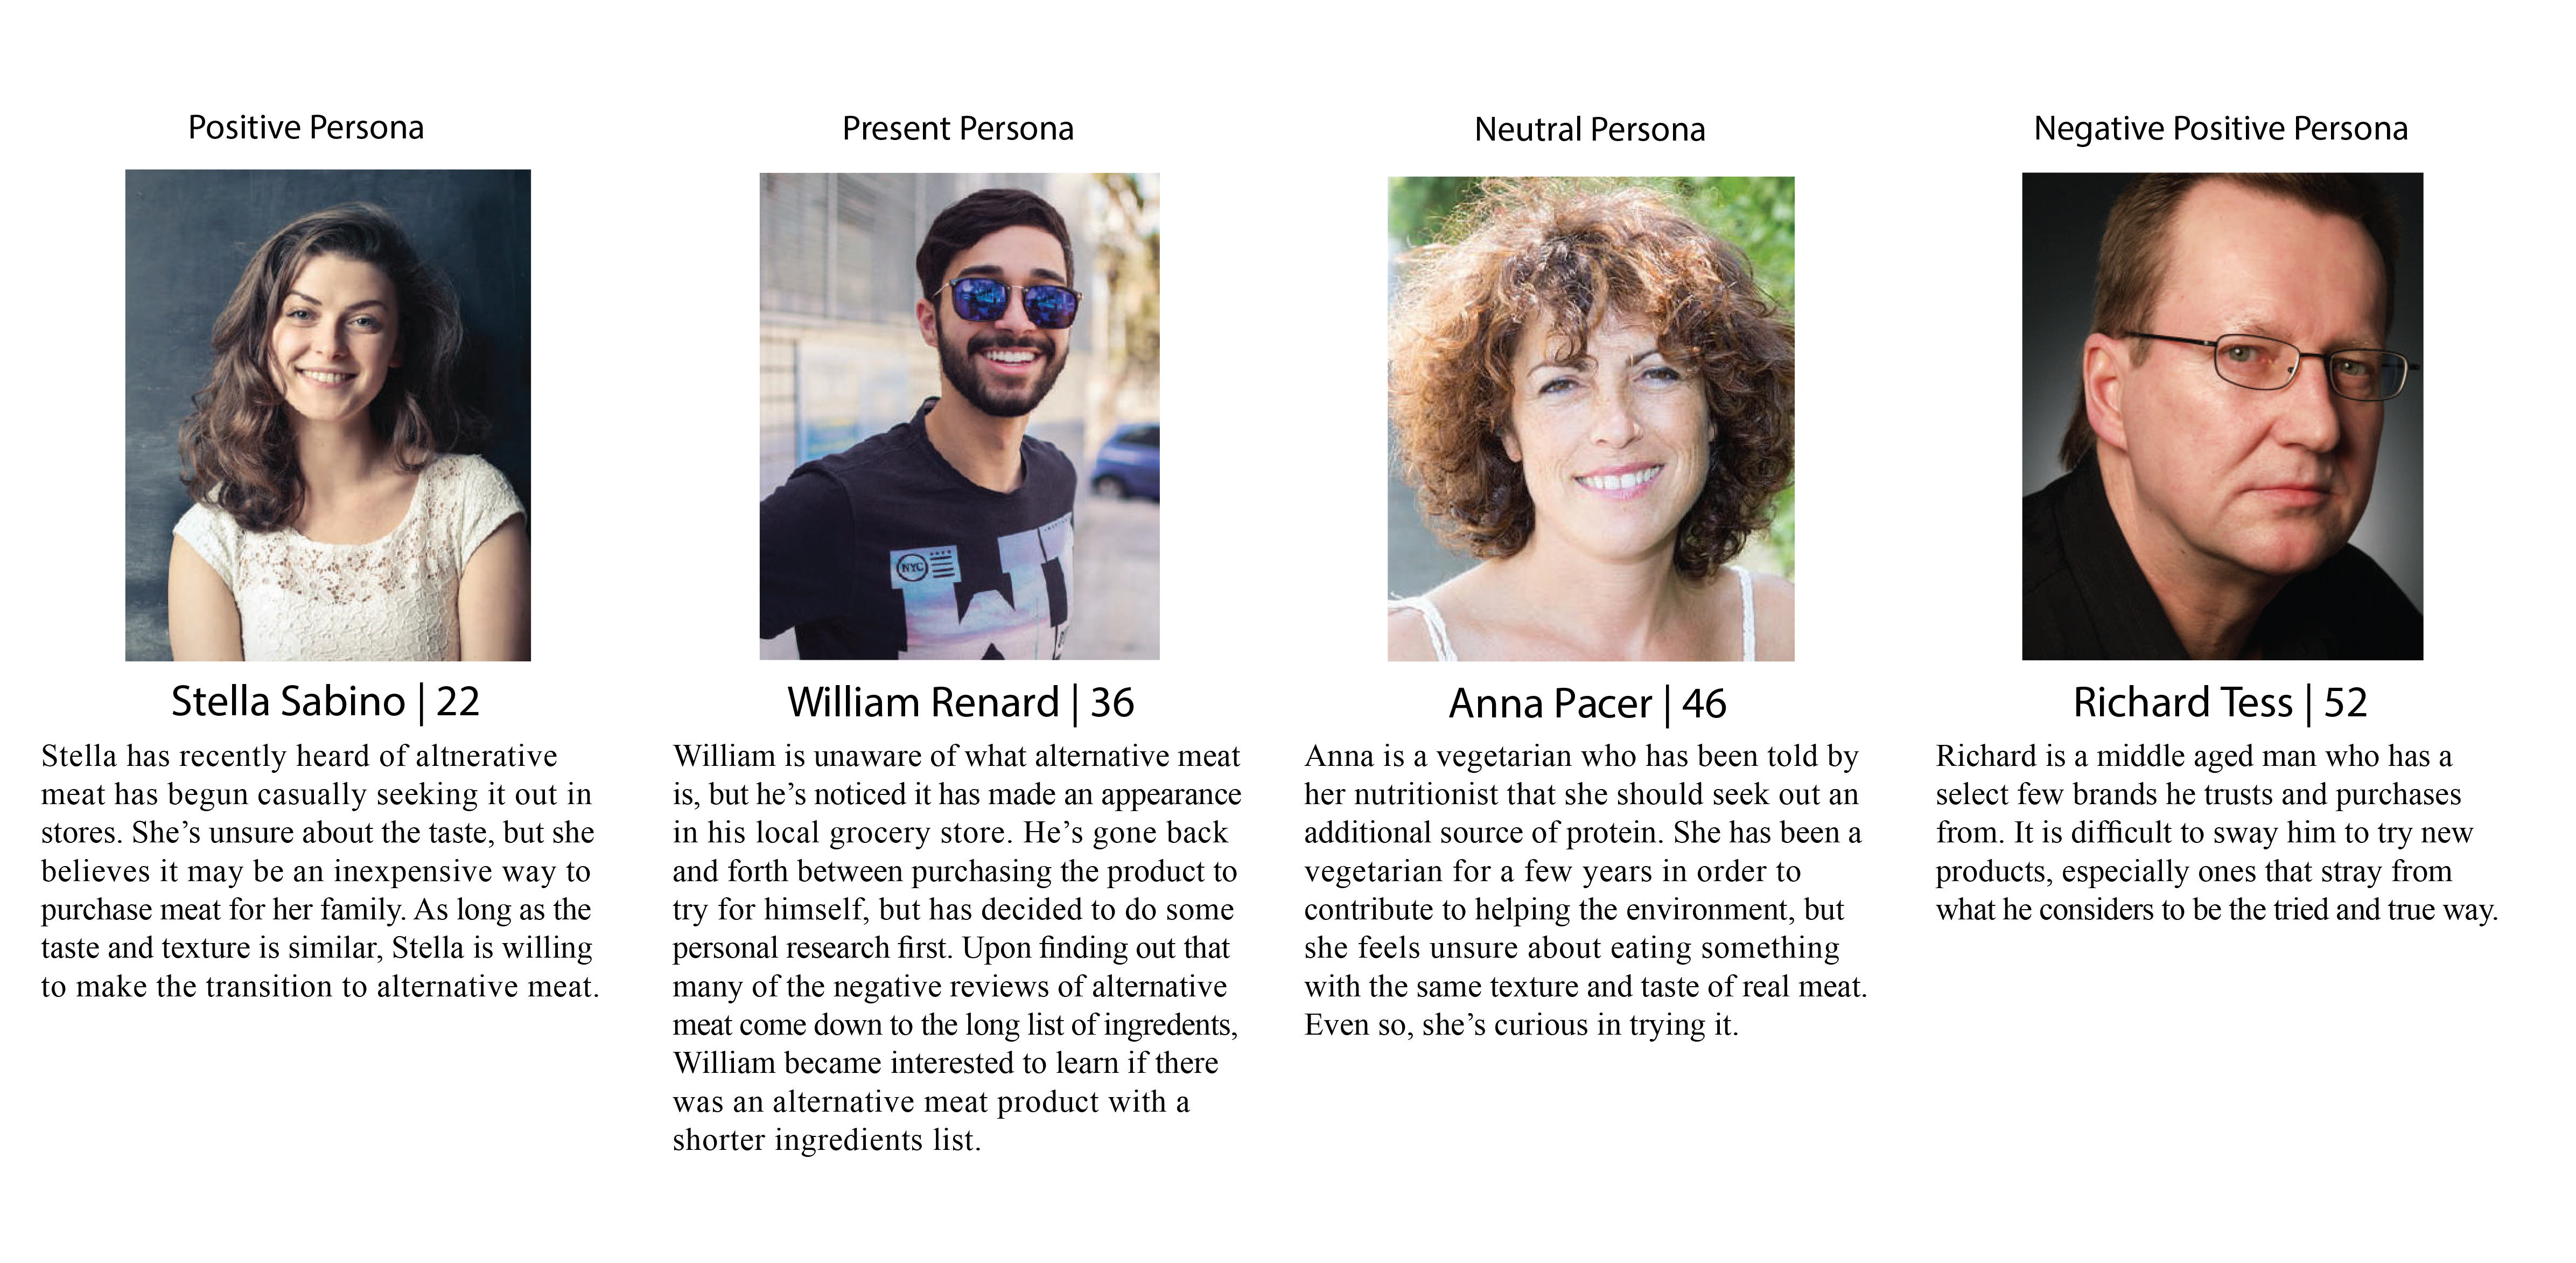 Positive Persona
Stella Sabino | 22
Stella has recently heard of altnerative
meat has begun casually seeking it out in
stores. She’s unsure about the taste, but she
believes it may be an inexpensive way to
purchase meat for her family. As long as the
taste and texture is similar, Stella is willing
to make the transition to alternative meat.
Present Persona
NYC
William Renard | 36
William is unaware of what alternative meat
is, but he’s noticed it has made an appearance
in his local grocery store. He’s gone back
and forth between purchasing the product to
try for himself, but has decided to do some
personal research first. Upon finding out that
many of the negative reviews of alternative
meat come down to the long list of ingredents,
William became interested to learn if there
was an alternative meat product with a
shorter ingredients list.
Neutral Persona
Anna Pacer | 46
Anna is a vegetarian who has been told by
her nutritionist that she should seek out an
additional source of protein. She has been a
vegetarian for a few years in order to
contribute to helping the environment, but
she feels unsure about eating something
with the same texture and taste of real meat.
Even so, she’s curious in trying it.
Negative Positive Persona
Richard Tess | 52
Richard is a middle aged man who has a
select few brands he trusts and purchases
from. It is difficult to sway him to try new
products, especially ones that stray from
what he considers to be the tried and true way.